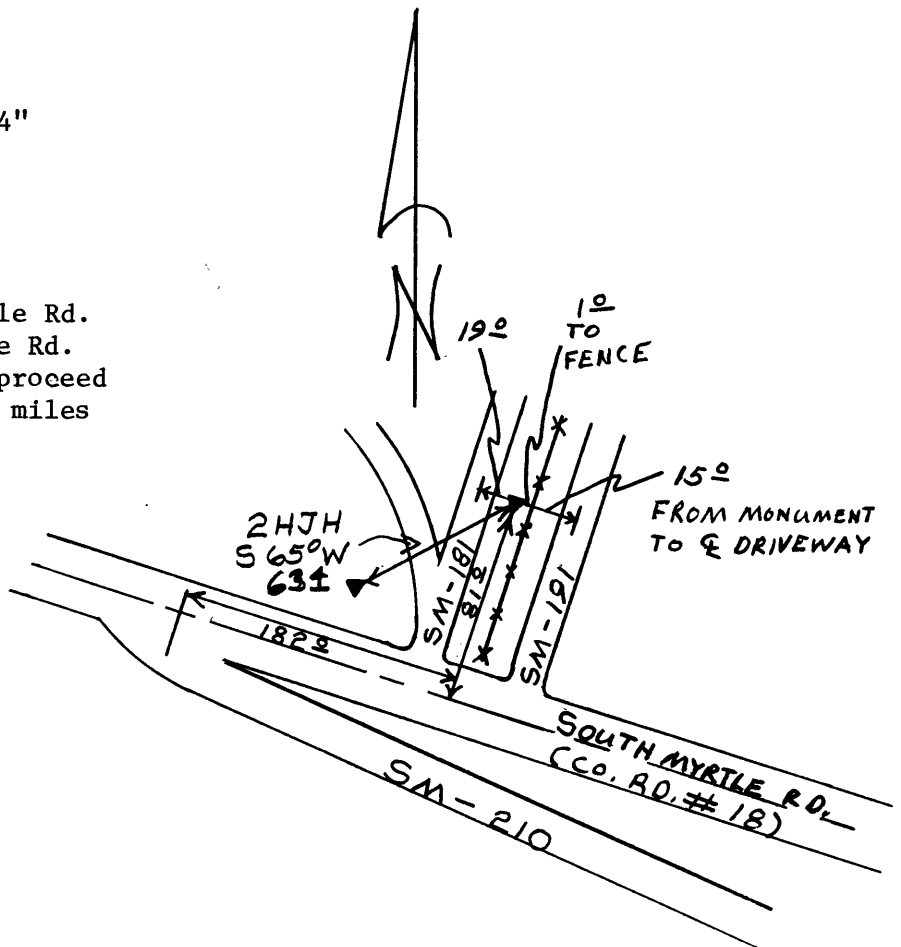 4"
le Rd.
e Rd.
proceed
miles
N
19º
1º
TO
FENCE
15º
FROM MONUMENT
TO ℄ DRIVEWAY
2HJH
S 65º W
63±
SM-181
81º
SM-191
182º
SOUTH MYRTLE RD.
(CO. RD. # 18)
SM-210